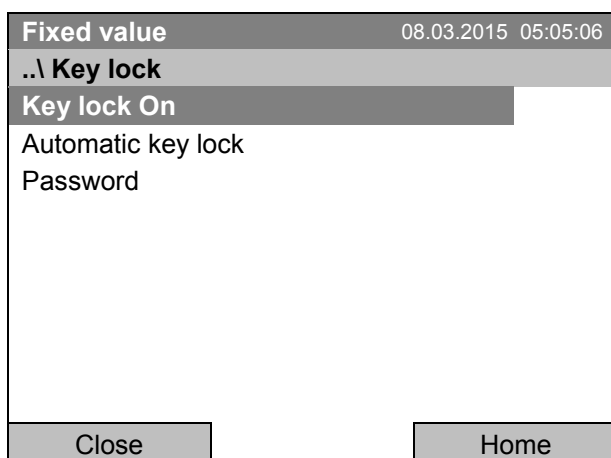 Fixed value 08.03.2015 05:05:06
..\ Key lock
Key lock On
Automatic key lock
Password
Close Home